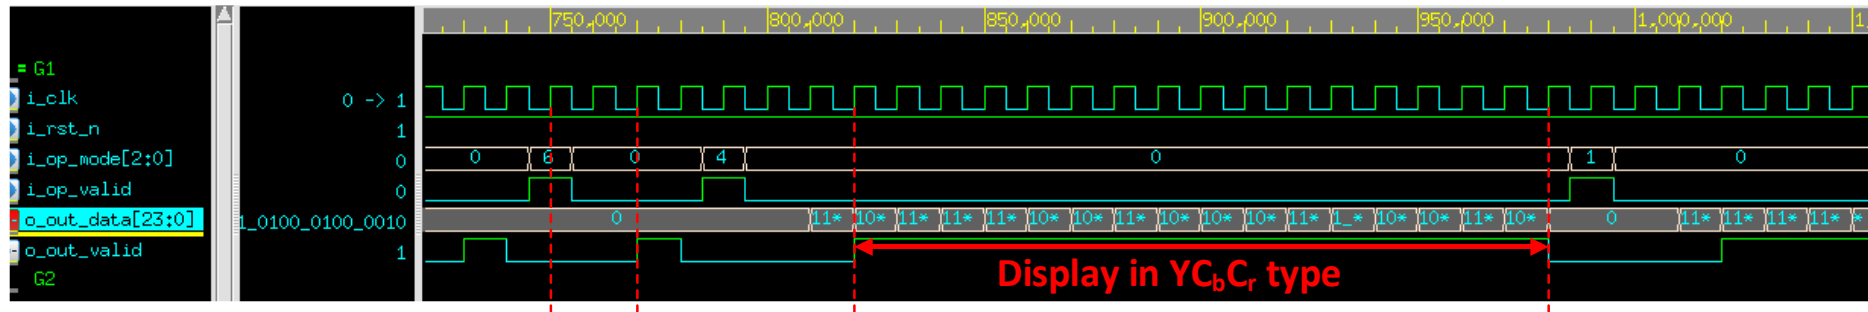 750,000 800,000 850,000 900,000 950,000 1,000,000 1
= G1
i_clk 0 -> 1
i_rst_n 1
i_op_mode[2:0] 0 0 6 0 4 0 1 0
i_op_valid 0
o_out_data[23:0] 1_0100_0100_0010 0 11* 10* 11* 11* 11* 10* 10* 11* 10* 10* 10* 11* 1_* 10* 10* 11* 10* 0 11* 11* 11* 11* *
o_out_valid 1
Display in YCbCr type
G2